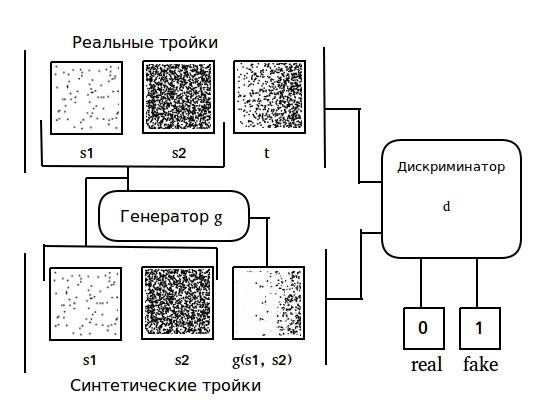 Реальные тройки
s1
s2
t
Дискриминатор
d
Генератор g
s1
s2
g(s1, s2)
Синтетические тройки
0
1
real
fake